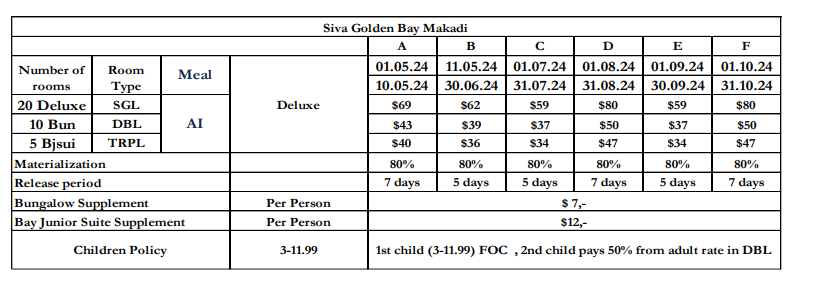 Siva Golden Bay Makadi
A B C D E F
Number of rooms Room Type Meal 01.05.24 11.05.24 01.07.24 01.08.24 01.09.24 01.10.24
10.05.24 30.06.24 31.07.24 31.08.24 30.09.24 31.10.24
20 Deluxe SGL AI Deluxe $69 $62 $59 $80 $59 $80
10 Bun DBL $43 $39 $37 $50 $37 $50
5 Bjsui TRPL $40 $36 $34 $47 $34 $47
Materialization 80% 80% 80% 80% 80% 80%
Release period 7 days 5 days 5 days 7 days 5 days 7 days
Bungalow Supplement Per Person $ 7,-
Bay Junior Suite Supplement Per Person $12,-
Children Policy 3-11.99 1st child (3-11.99) FOC , 2nd child pays 50% from adult rate in DBL